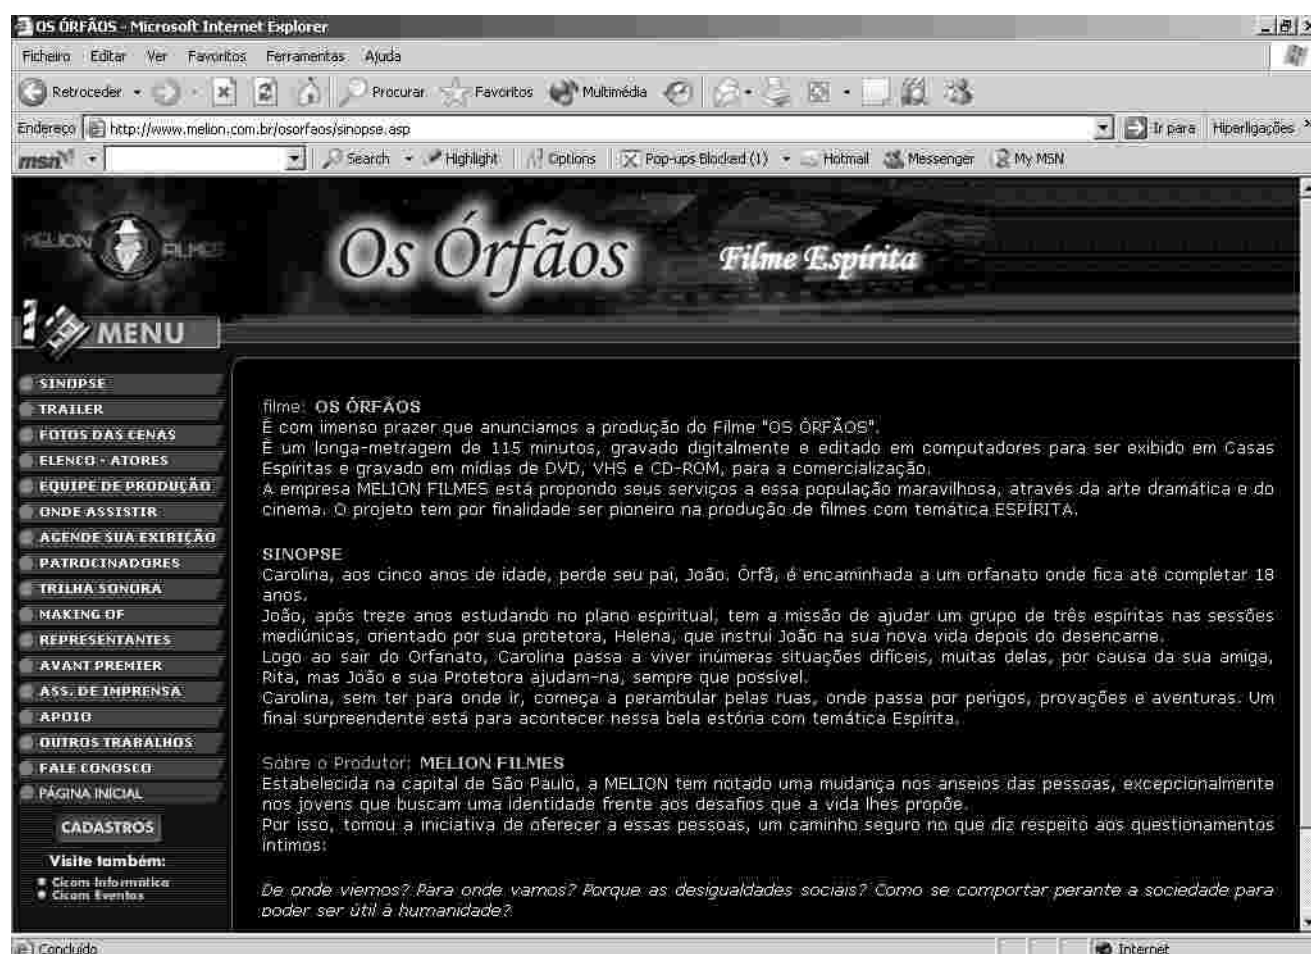 OS ÓRFÃOS - Microsoft Internet Explorer
Ficheiro Editar Ver Favoritos Ferramentas Ajuda
Retroceder Procurar Favoritos Multimédia
Endereço http://www.melion.com.br/osorfaos/sinopse.asp Ir para Hiperligações
msn Search Highlight Options Pop-ups Blocked (1) Hotmail Messenger My MSN
MELION FILMES
Os Órfãos Filme Espírita
MENU
SINOPSE
TRAILER
FOTOS DAS CENAS
ELENCO - ATORES
EQUIPE DE PRODUÇÃO
ONDE ASSISTIR
AGENDE SUA EXIBIÇÃO
PATROCINADORES
TRILHA SONORA
MAKING OF
REPRESENTANTES
AVANT PREMIER
ASS. DE IMPRENSA
APOIO
OUTROS TRABALHOS
FALE CONOSCO
PÁGINA INICIAL
CADASTROS
Visite também:
Cicom Informática
Cicom Eventos
filme: OS ÓRFÃOS
É com imenso prazer que anunciamos a produção do Filme "OS ÓRFÃOS".
É um longa-metragem de 115 minutos, gravado digitalmente e editado em computadores para ser exibido em Casas
Espíritas e gravado em mídias de DVD, VHS e CD-ROM, para a comercialização.
A empresa MELION FILMES está propondo seus serviços a essa população maravilhosa, através da arte dramática e do
cinema. O projeto tem por finalidade ser pioneiro na produção de filmes com temática ESPÍRITA.
SINOPSE
Carolina, aos cinco anos de idade, perde seu pai, João. Órfã, é encaminhada a um orfanato onde fica até completar 18
anos.
João, após treze anos estudando no plano espiritual, tem a missão de ajudar um grupo de três espíritas nas sessões
mediúnicas, orientado por sua protetora, Helena, que instrui João na sua nova vida depois do desencarne.
Logo ao sair do Orfanato, Carolina passa a viver inúmeras situações difíceis, muitas delas, por causa da sua amiga,
Rita, mas João e sua Protetora ajudam-na, sempre que possível.
Carolina, sem ter para onde ir, começa a perambular pelas ruas, onde passa por perigos, provações e aventuras. Um
final surpreendente está para acontecer nessa bela estória com temática Espírita.
Sobre o Produtor: MELION FILMES
Estabelecida na capital de São Paulo, a MELION tem notado uma mudança nos anseios das pessoas, excepcionalmente
nos jovens que buscam uma identidade frente aos desafios que a vida lhes propõe.
Por isso, tomou a iniciativa de oferecer a essas pessoas, um caminho seguro no que diz respeito aos questionamentos
íntimos:
De onde viemos? Para onde vamos? Porque as desigualdades sociais? Como se comportar perante a sociedade para
poder ser útil à humanidade?
Concluído Internet